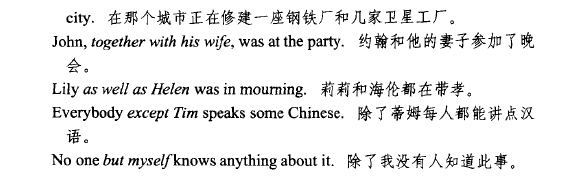 city. 在那个城市正在修建一座钢铁厂和几家卫星工厂。
John, together with his wife, was at the party. 约翰和他的妻子参加了晚
会。
Lily as well as Helen was in mourning. 莉莉和海伦都在带孝。
Everybody except Tim speaks some Chinese. 除了蒂姆每人都能讲点汉
语。
No one but myself knows anything about it. 除了我没有人知道此事。